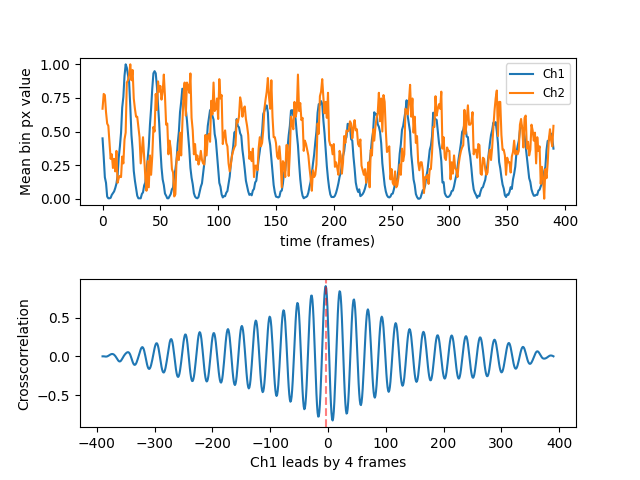 1.00
0.75
0.50
0.25
0.00
Mean bin px value
Ch1
Ch2
0 50 100 150 200 250 300 350 400
time (frames)
0.5
0.0
−0.5
Crosscorrelation
−400 −300 −200 −100 0 100 200 300 400
Ch1 leads by 4 frames